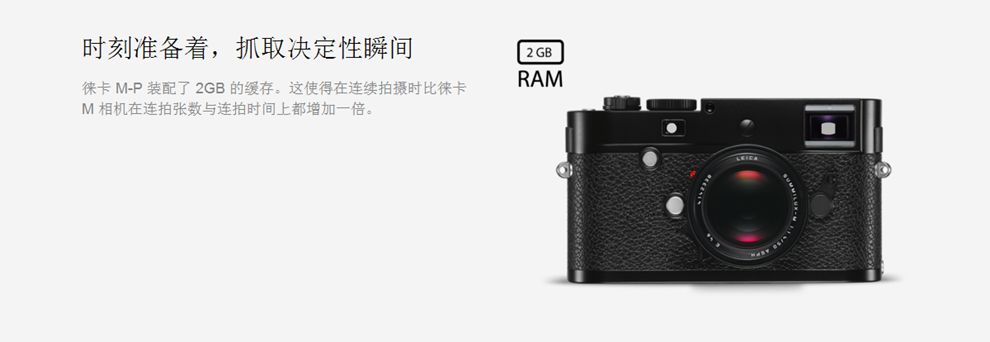 时刻准备着，抓取决定性瞬间
徕卡 M-P 装配了 2GB 的缓存。这使得在连续拍摄时比徕卡
M 相机在连拍张数与连拍时间上都增加一倍。
2 GB
RAM
LEICA
SUMMILUX-M 1:1.4/50 ASPH.
E 46